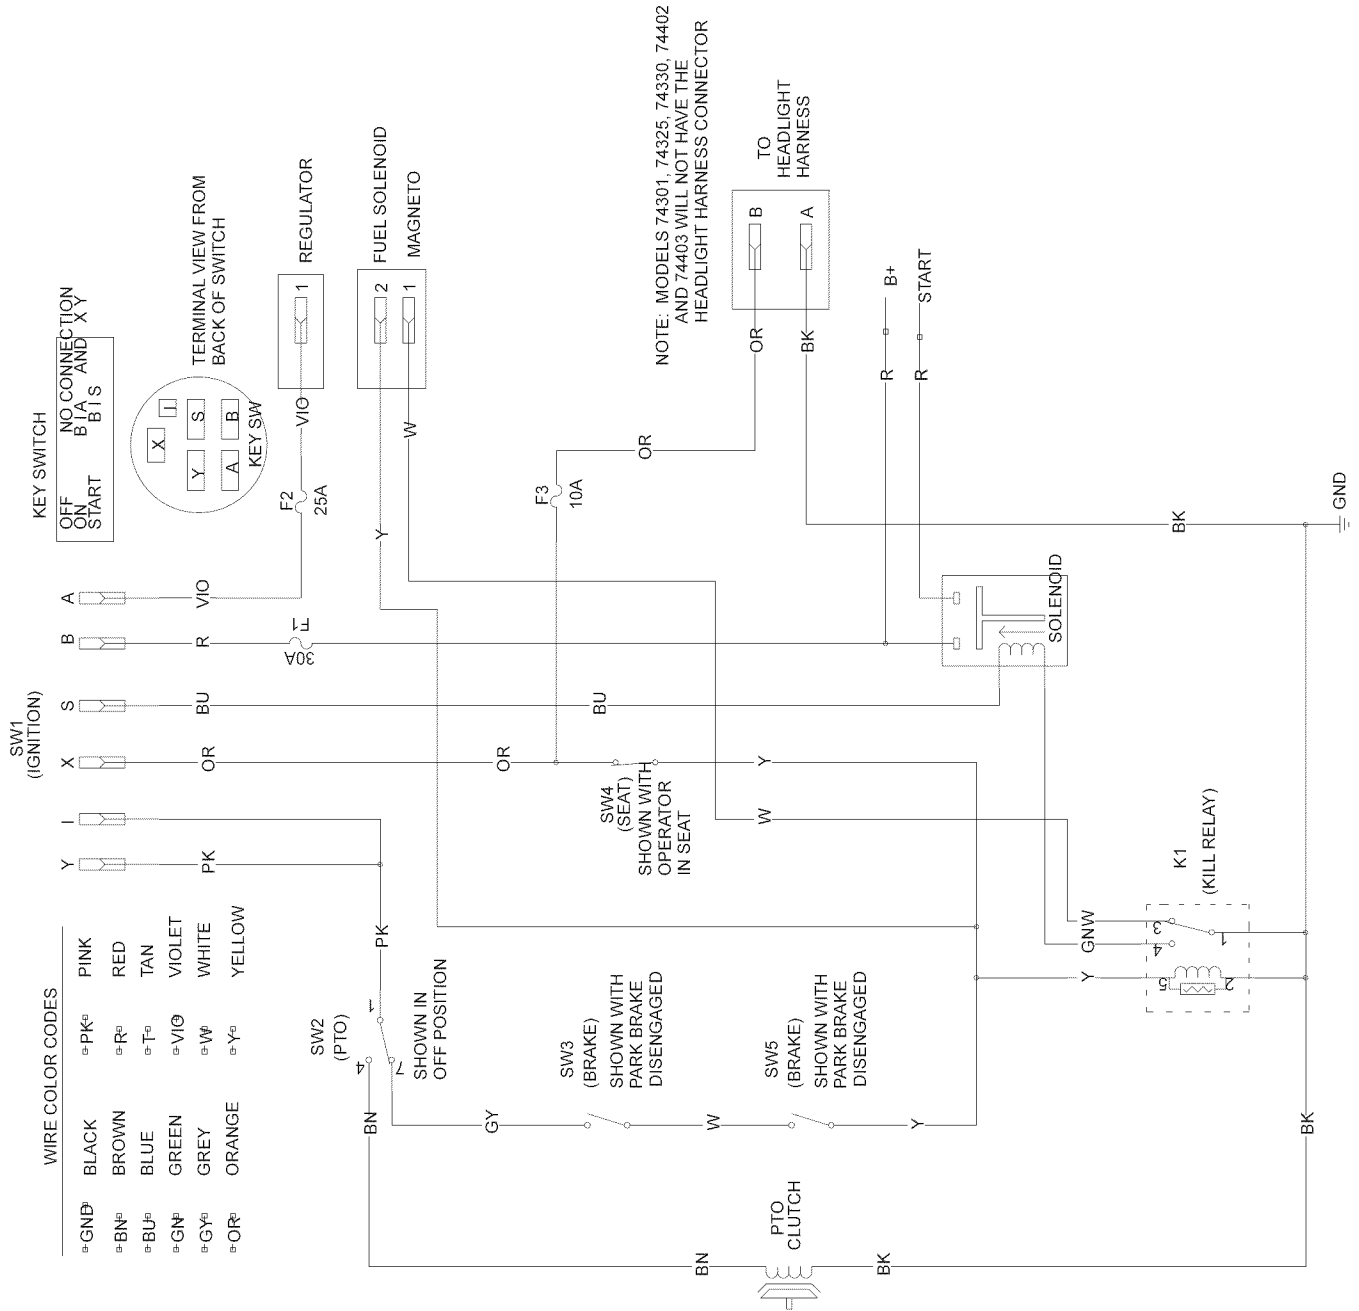 WIRE COLOR CODES
GND BLACK PK PINK
BN BROWN R RED
BU BLUE T TAN
GN GREEN VIO VIOLET
GY GREY W WHITE
OR ORANGE Y YELLOW
SW1
(IGNITION)
Y I X S B A
KEY SWITCH
OFF NO CONNECTION
ON B I A AND X Y
START B I S
X I
Y S
A B
KEY SW
TERMINAL VIEW FROM
BACK OF SWITCH
PK
OR
BU
R
VIO
F1
30A
F2
25A
VIO
1
REGULATOR
2 FUEL SOLENOID
1 MAGNETO
Y
W
PK
SW2
(PTO)
1
4
7
SHOWN IN
OFF POSITION
BN
GY
OR
F3
10A
OR
SW3
(BRAKE)
SHOWN WITH
PARK BRAKE
DISENGAGED
SW4
(SEAT)
SHOWN WITH
OPERATOR
IN SEAT
BU
NOTE: MODELS 74301, 74325, 74330, 74402
AND 74403 WILL NOT HAVE THE
HEADLIGHT HARNESS CONNECTOR
BN
PTO
CLUTCH
BK
W
SW5
(BRAKE)
SHOWN WITH
PARK BRAKE
DISENGAGED
Y
Y
W
OR
B
BK
A
TO
HEADLIGHT
HARNESS
R
B+
R
START
SOLENOID
Y
GNW
5
2
4
3
1
K1
(KILL RELAY)
BK
BK
GND